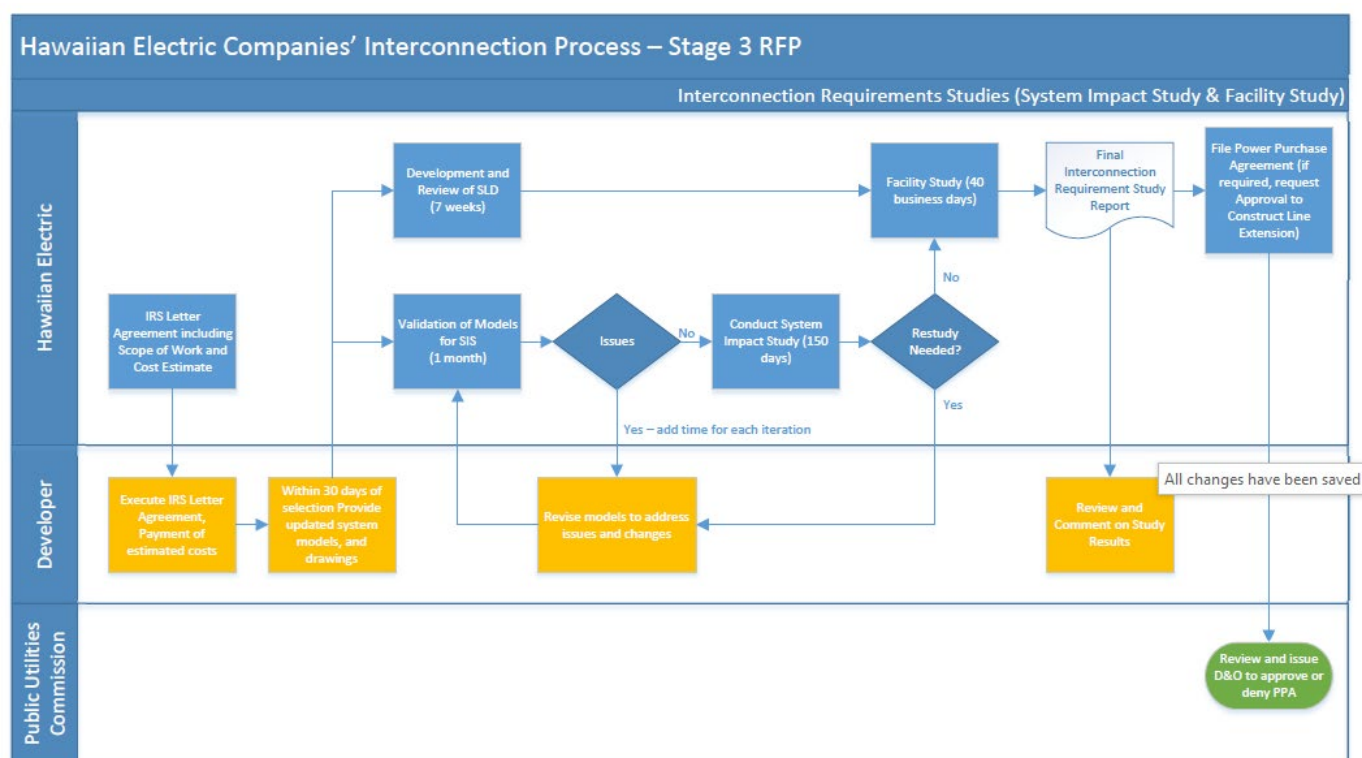 Hawaiian Electric Companies' Interconnection Process – Stage 3 RFP
Interconnection Requirements Studies (System Impact Study & Facility Study)
Hawaiian Electric
Development and
Review of SLD
(7 weeks)
Facility Study (40
business days)
Final
Interconnection
Requirement Study
Report
File Power Purchase
Agreement (if
required, request
Approval to
Construct Line
Extension)
IRS Letter
Agreement including
Scope of Work and
Cost Estimate
Validation of Models
for SIS
(1 month)
Issues
No
Conduct System
Impact Study (150
days)
Restudy
Needed?
No
Yes
Yes – add time for each iteration
Developer
Execute IRS Letter
Agreement,
Payment of
estimated costs
Within 30 days of
selection Provide
updated system
models, and
drawings
Revise models to address
issues and changes
Review and
Comment on Study
Results
All changes have been saved
Public Utilities
Commission
Review and issue
D&O to approve or
deny PPA